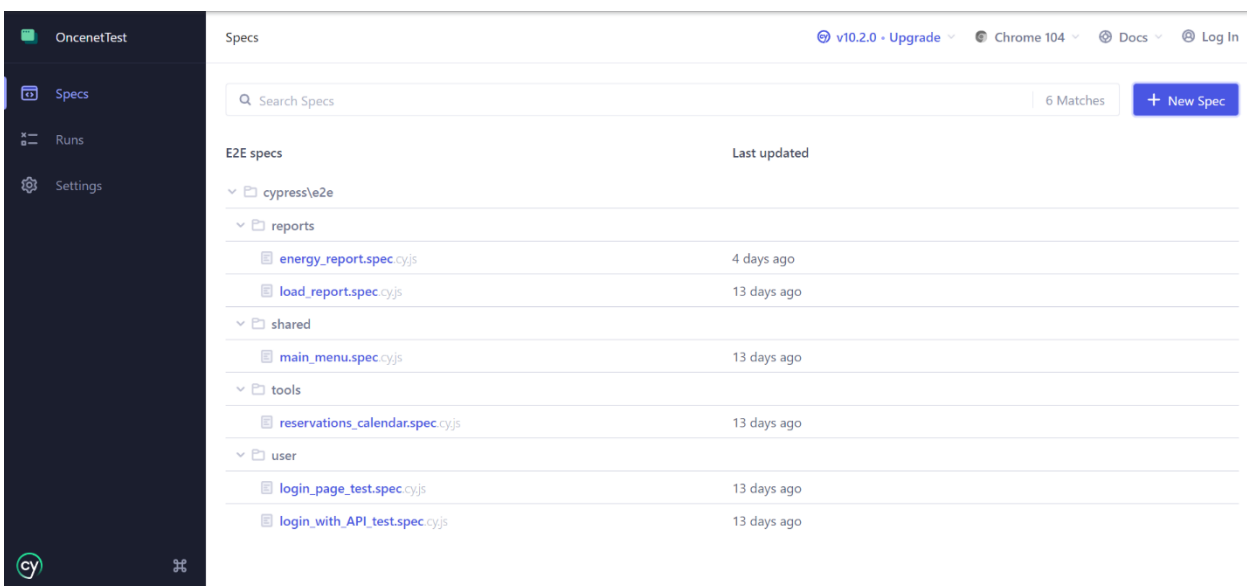 OncenetTest
Specs
v10.2.0 • Upgrade
Chrome 104
Docs
Log In
Specs
Runs
Settings
Search Specs
6 Matches
+ New Spec
E2E specs Last updated
cypress\e2e
reports
energy_report.spec.cy.js 4 days ago
load_report.spec.cy.js 13 days ago
shared
main_menu.spec.cy.js 13 days ago
tools
reservations_calendar.spec.cy.js 13 days ago
user
login_page_test.spec.cy.js 13 days ago
login_with_API_test.spec.cy.js 13 days ago
cy